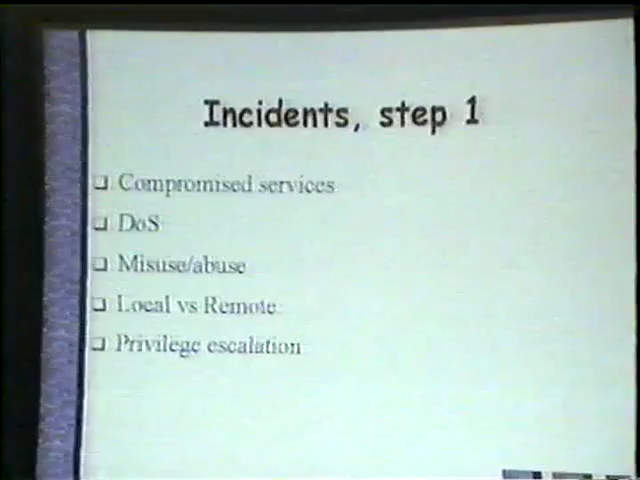 Incidents, step 1
Compromised services
DoS
Misuse/abuse
Local vs Remote
Privilege escalation